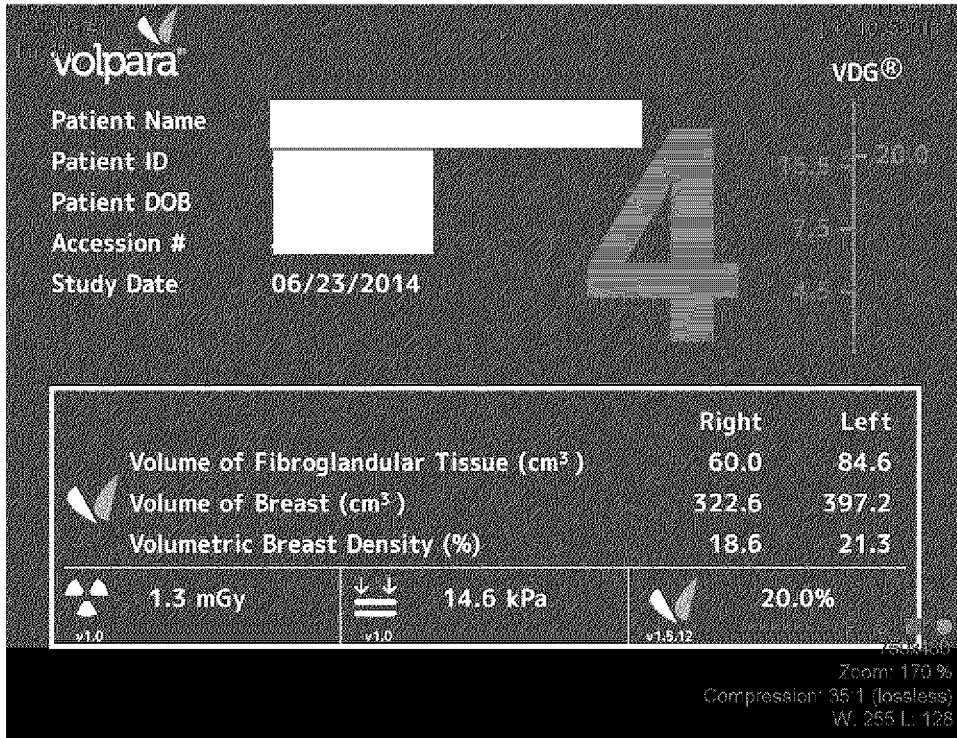 volpara®
VDG®
Patient Name
Patient ID
Patient DOB
Accession #
Study Date 06/23/2014
4
15.5 20.0
7.5
4.5
Right Left
Volume of Fibroglandular Tissue (cm³) 60.0 84.6
Volume of Breast (cm³) 322.6 397.2
Volumetric Breast Density (%) 18.6 21.3
1.3 mGy 14.6 kPa 20.0%
v1.0 v1.0 v1.5.12
Zoom: 170 %
Compression: 35:1 (lossless)
W: 255 L: 128